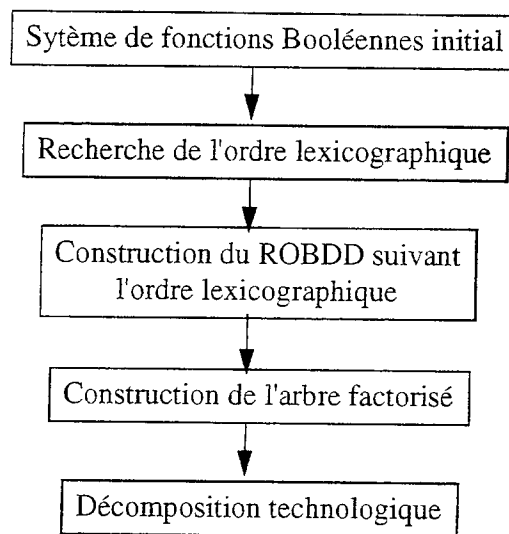 Sytème de fonctions Booléennes initial
Recherche de l'ordre lexicographique
Construction du ROBDD suivant
l'ordre lexicographique
Construction de l'arbre factorisé
Décomposition technologique